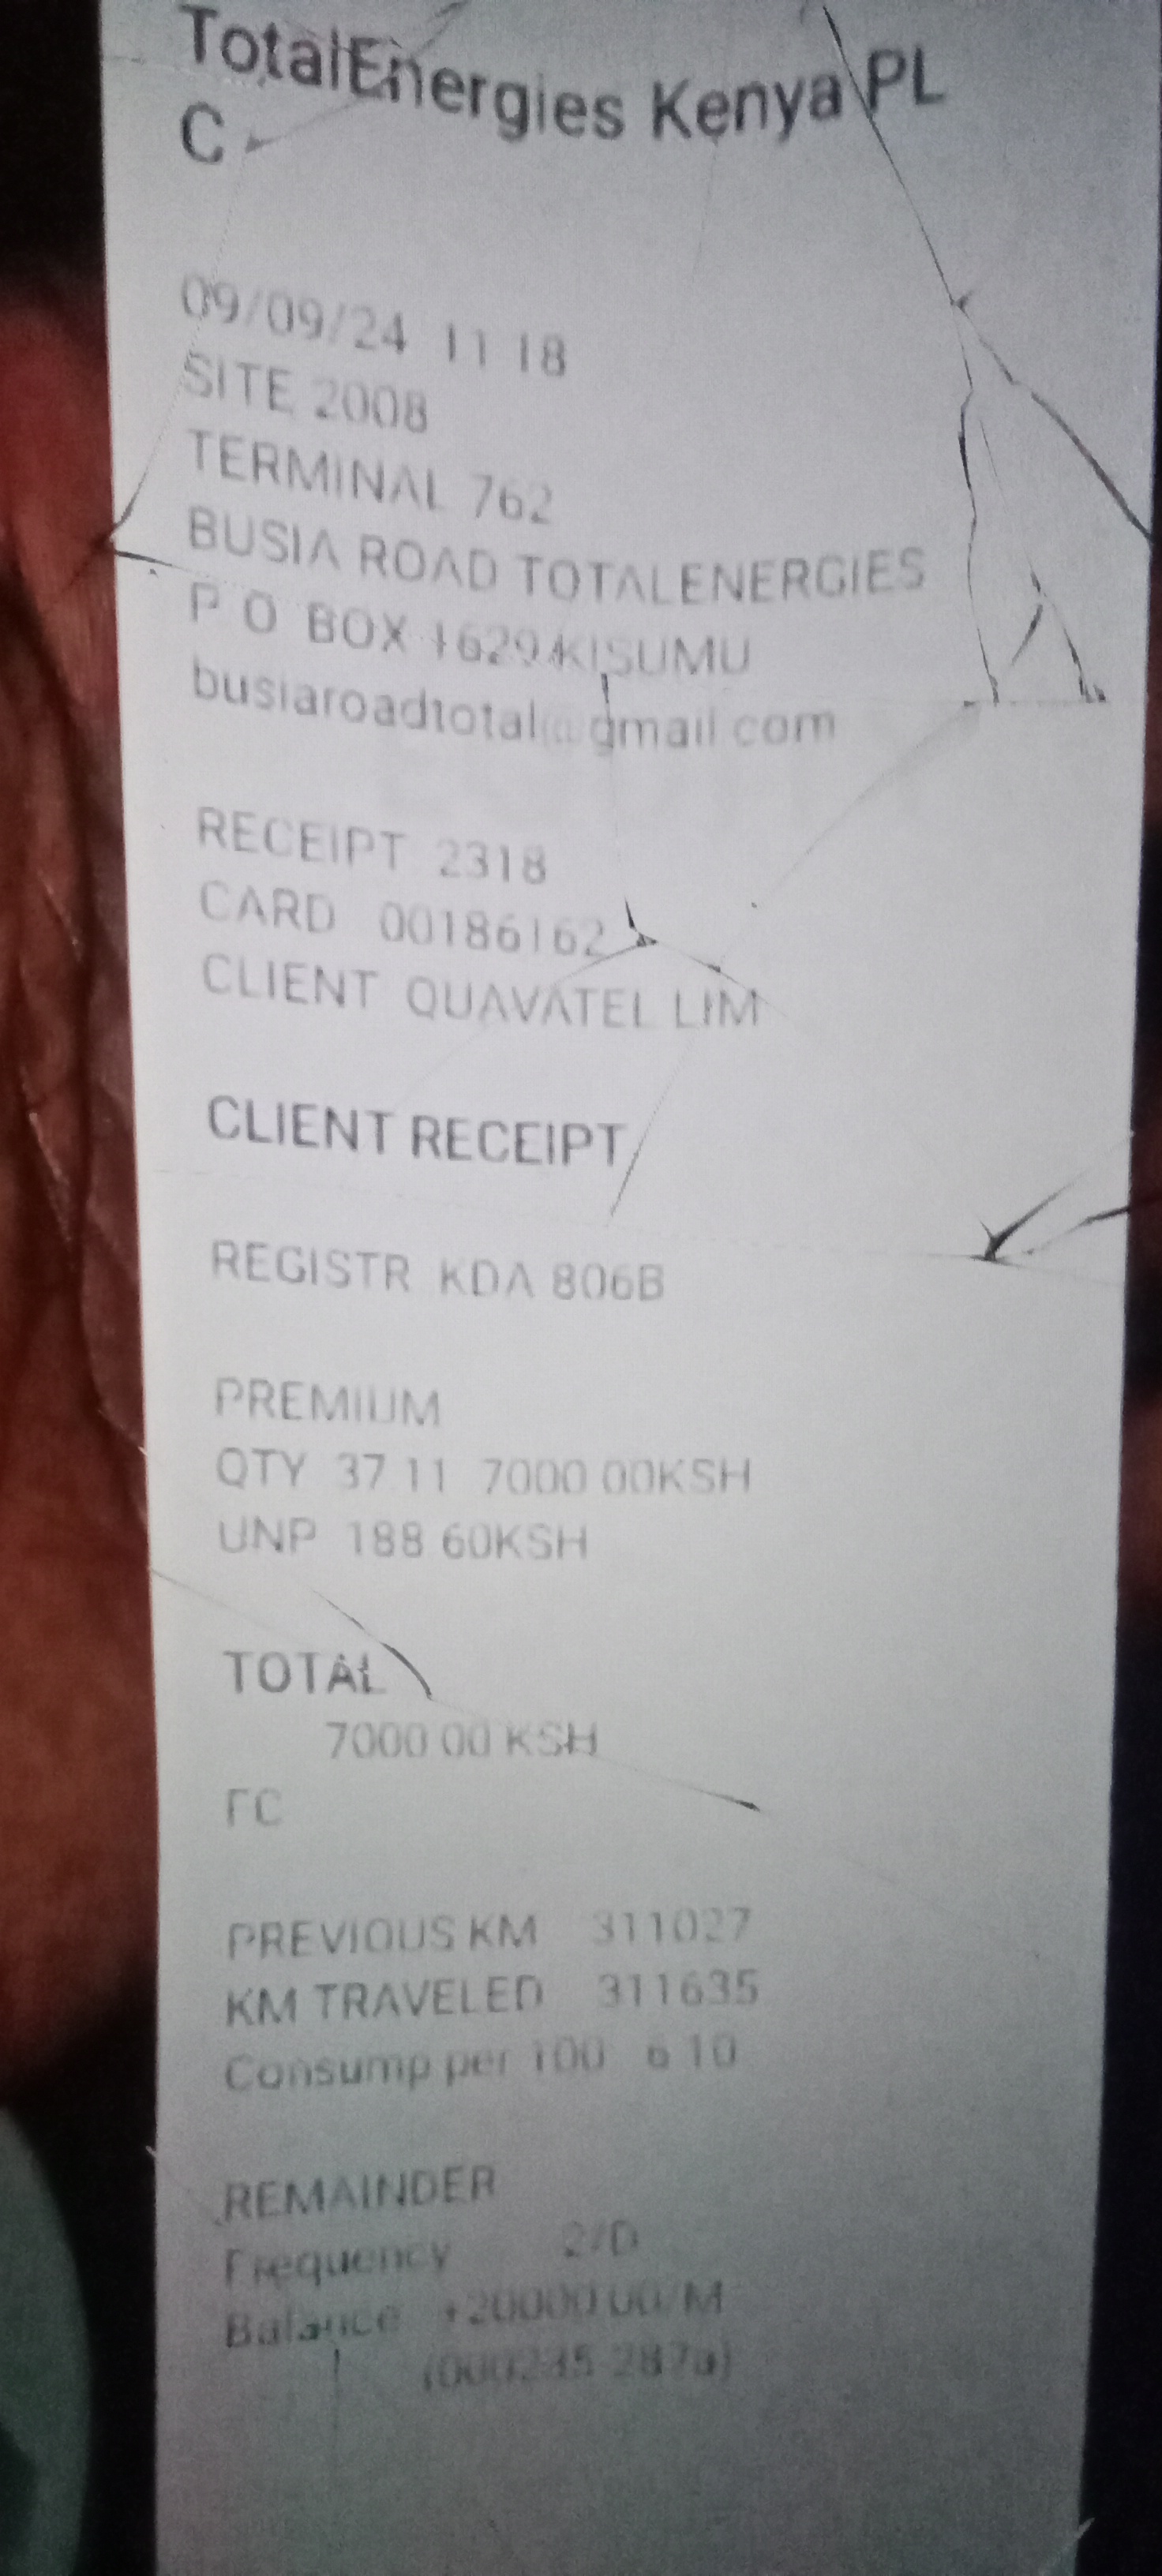 TotalEnergies Kenya PL
C
09/09/24 11 18
SITE 2008
TERMINAL 762
BUSIA ROAD TOTALENERGIES
P O BOX 1629 KISUMU
busiaroadtotal@gmail com
RECEIPT 2318
CARD 00186162
CLIENT QUAVATEL LIM
CLIENT RECEIPT
REGISTR KDA 806B
PREMIUM
QTY 37 11 7000 00KSH
UNP 188 60KSH
TOTAL
7000 00 KSH
FC
PREVIOUS KM 311027
KM TRAVELED 311635
Consump per 100 6 10
REMAINDER
Frequency 2/D
Balance +20000 00/M